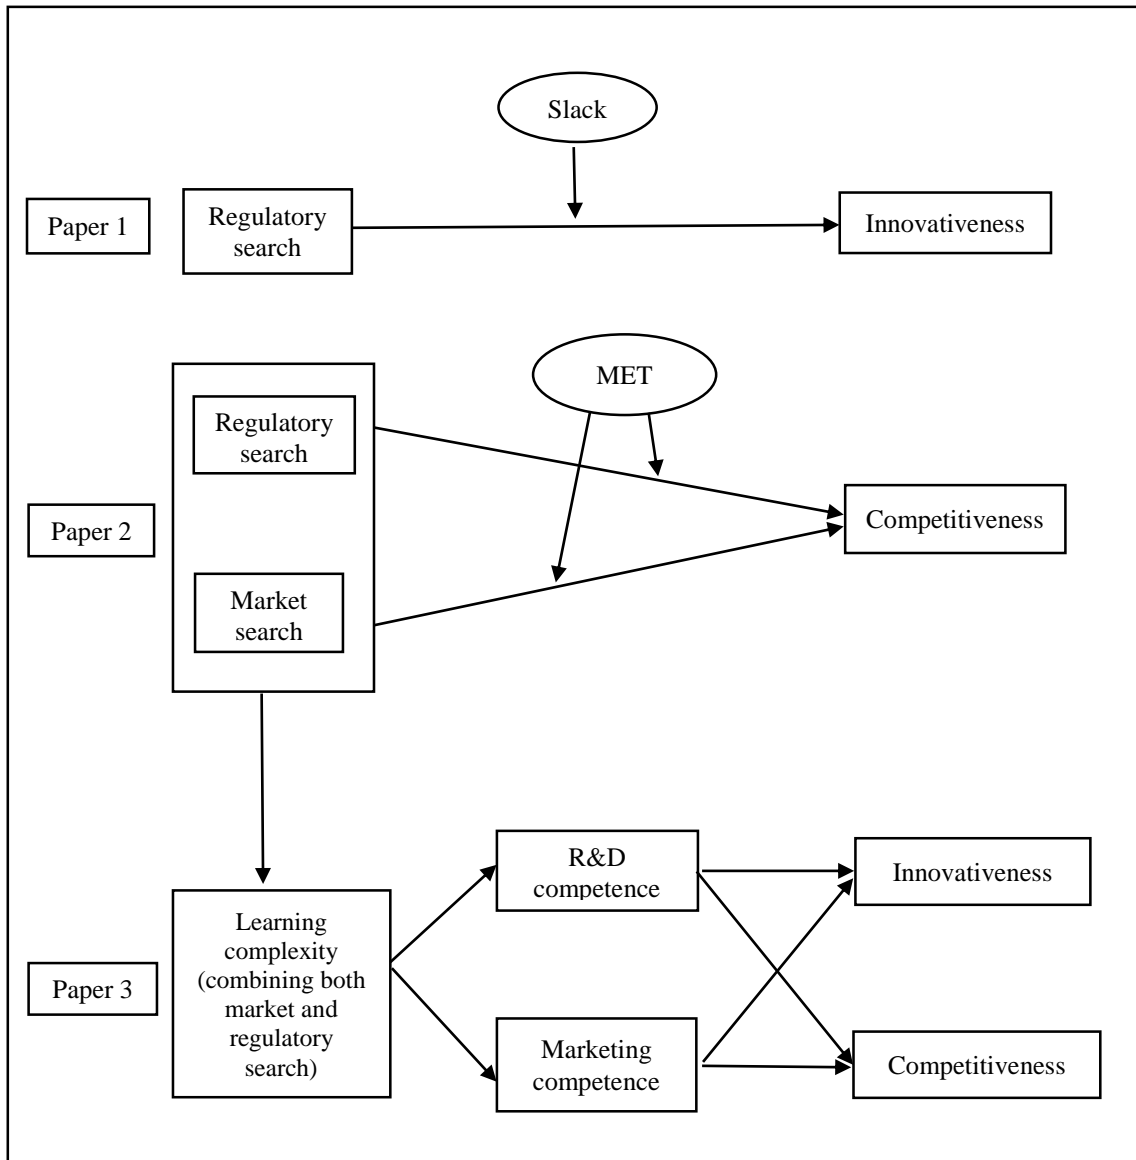 Slack
Paper 1
Regulatory
search
Innovativeness
MET
Regulatory
search
Paper 2
Competitiveness
Market
search
R&D
competence
Innovativeness
Learning
complexity
(combining both
market and
regulatory
search)
Paper 3
Marketing
competence
Competitiveness